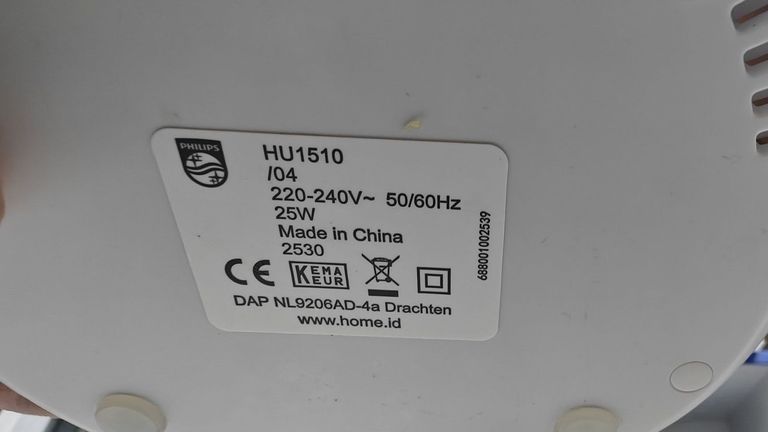 PHILIPS
HU1510
/04
220-240V~ 50/60Hz
25W
Made in China
2530
CE KEMA KEUR
DAP NL9206AD-4a Drachten
www.home.id
688001002539